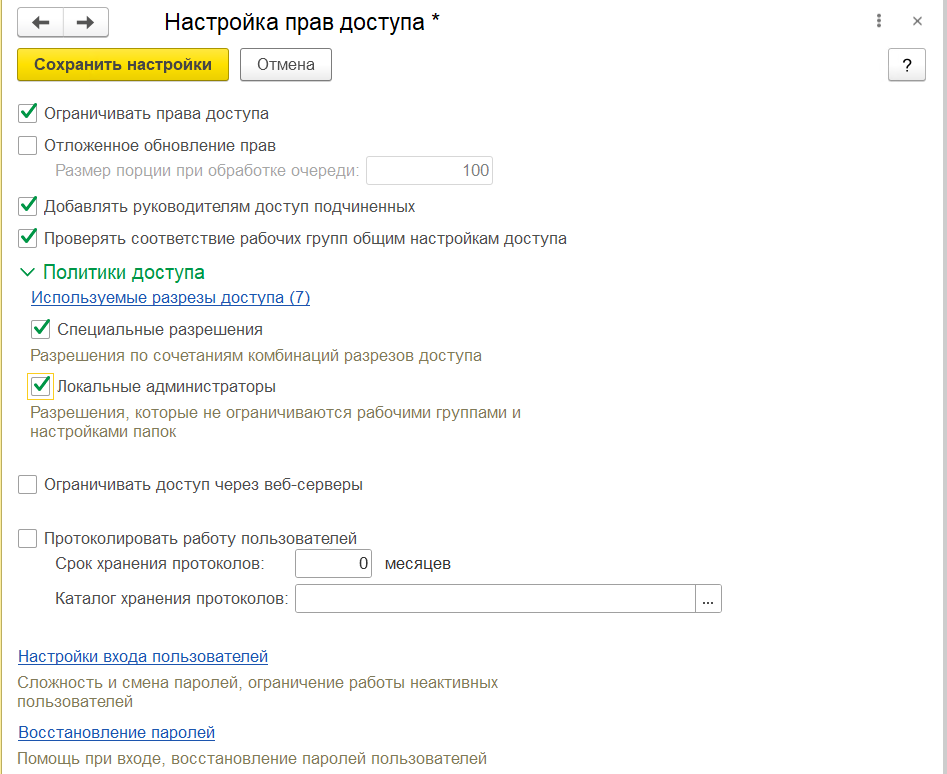 Настройка прав доступа *
Сохранить настройки
Отмена
?
Ограничивать права доступа
Отложенное обновление прав
Размер порции при обработке очереди: 100
Добавлять руководителям доступ подчиненных
Проверять соответствие рабочих групп общим настройкам доступа
Политики доступа
Используемые разрезы доступа (7)
Специальные разрешения
Разрешения по сочетаниям комбинаций разрезов доступа
Локальные администраторы
Разрешения, которые не ограничиваются рабочими группами и
настройками папок
Ограничивать доступ через веб-серверы
Протоколировать работу пользователей
Срок хранения протоколов: 0 месяцев
Каталог хранения протоколов: ...
Настройки входа пользователей
Сложность и смена паролей, ограничение работы неактивных
пользователей
Восстановление паролей
Помощь при входе, восстановление паролей пользователей